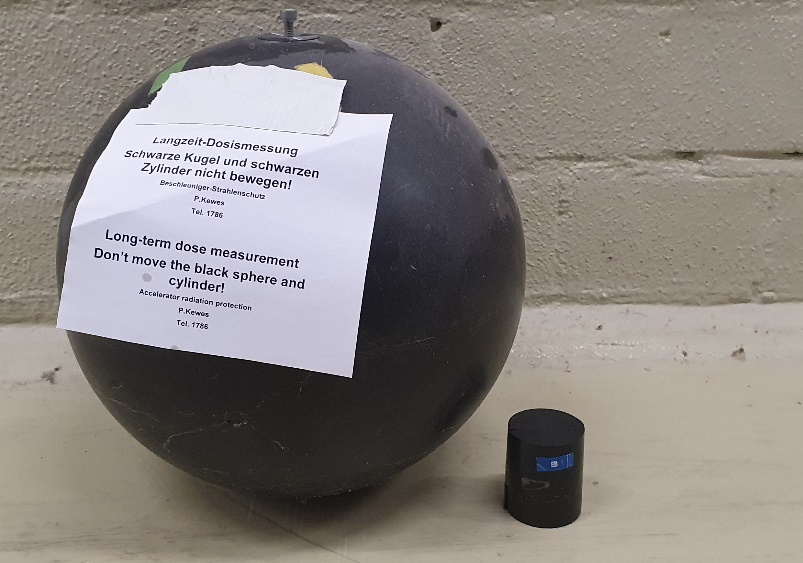 Langzeit-Dosismessung
Schwarze Kugel und schwarzen
Zylinder nicht bewegen!
Beschleuniger-Strahlenschutz
P.Kewes
Tel. 1786
Long-term dose measurement
Don't move the black sphere and
cylinder!
Accelerator radiation protection
P.Kewes
Tel. 1786